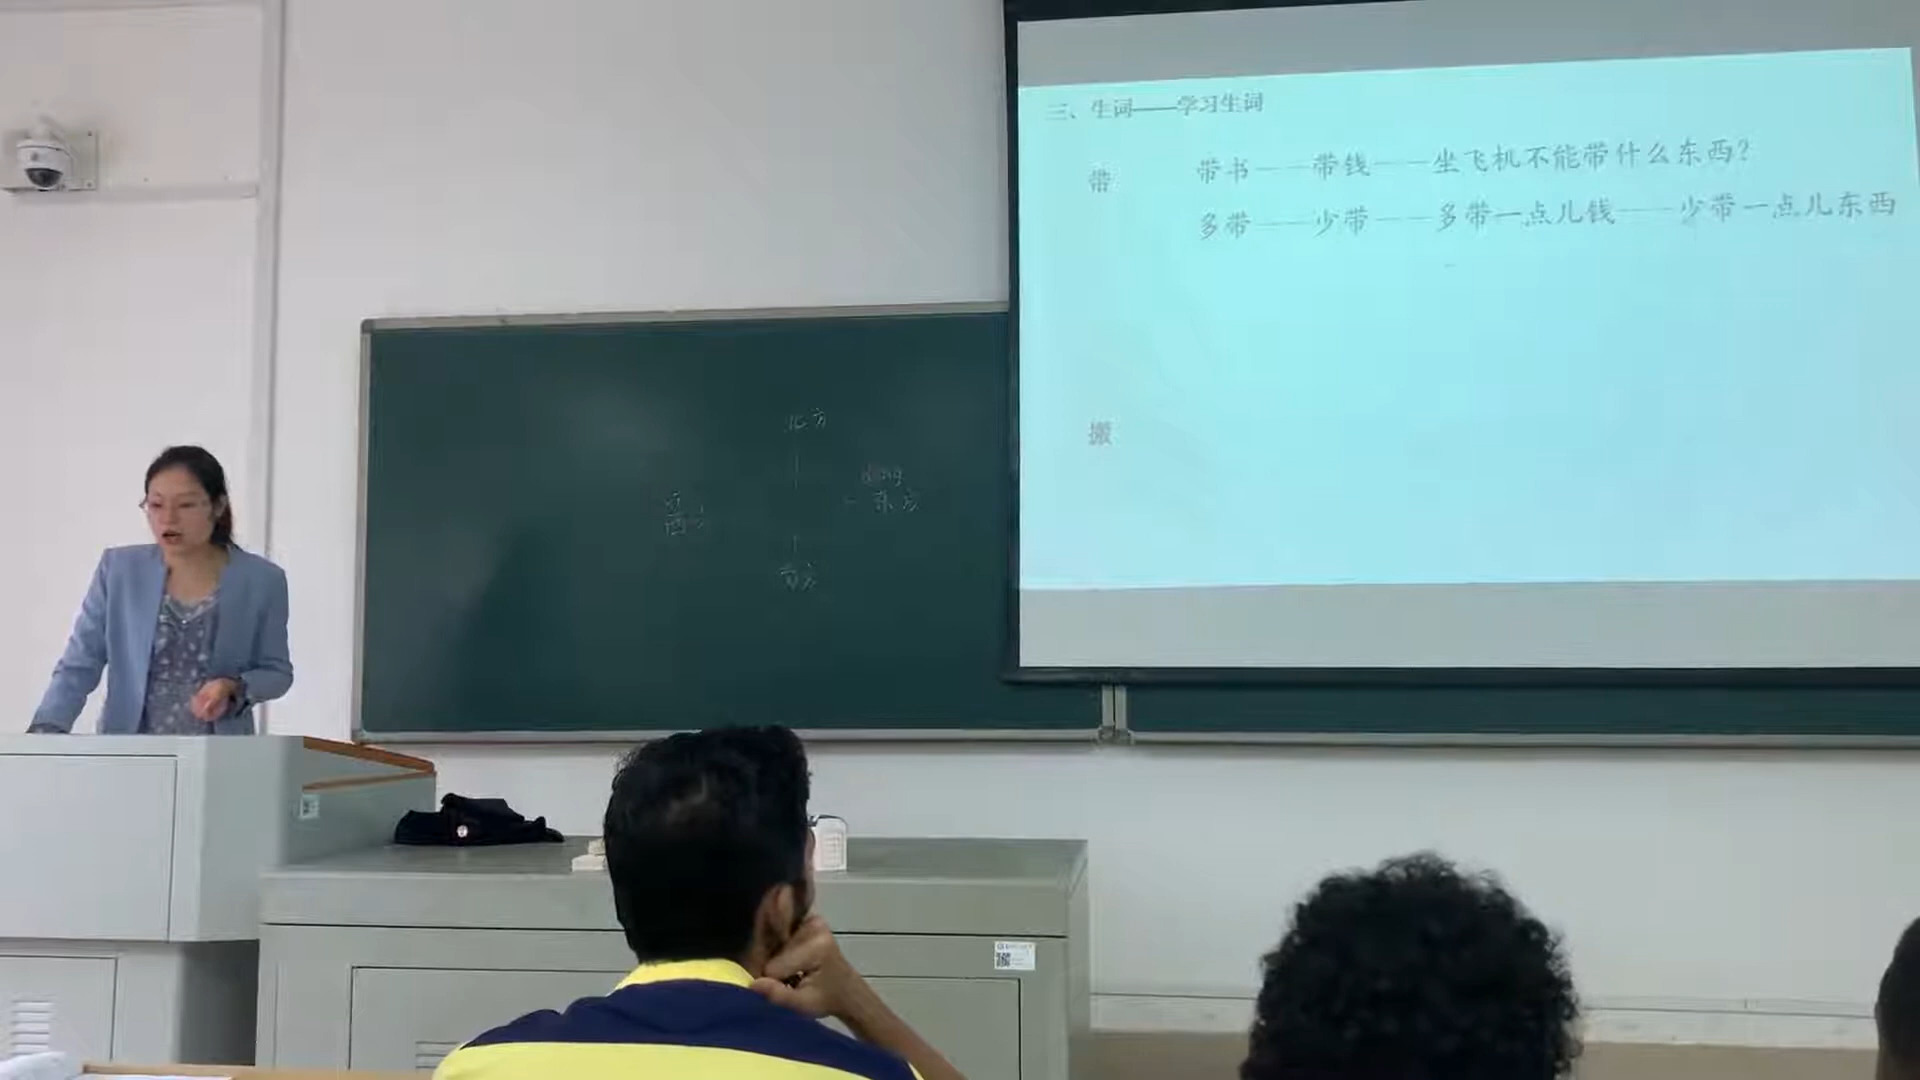 三、生词——学习生词
带 带书——带钱——坐飞机不能带什么东西?
多带——少带——多带一点儿钱——少带一点儿东西
搬
北方
dong
东方
西方
南方